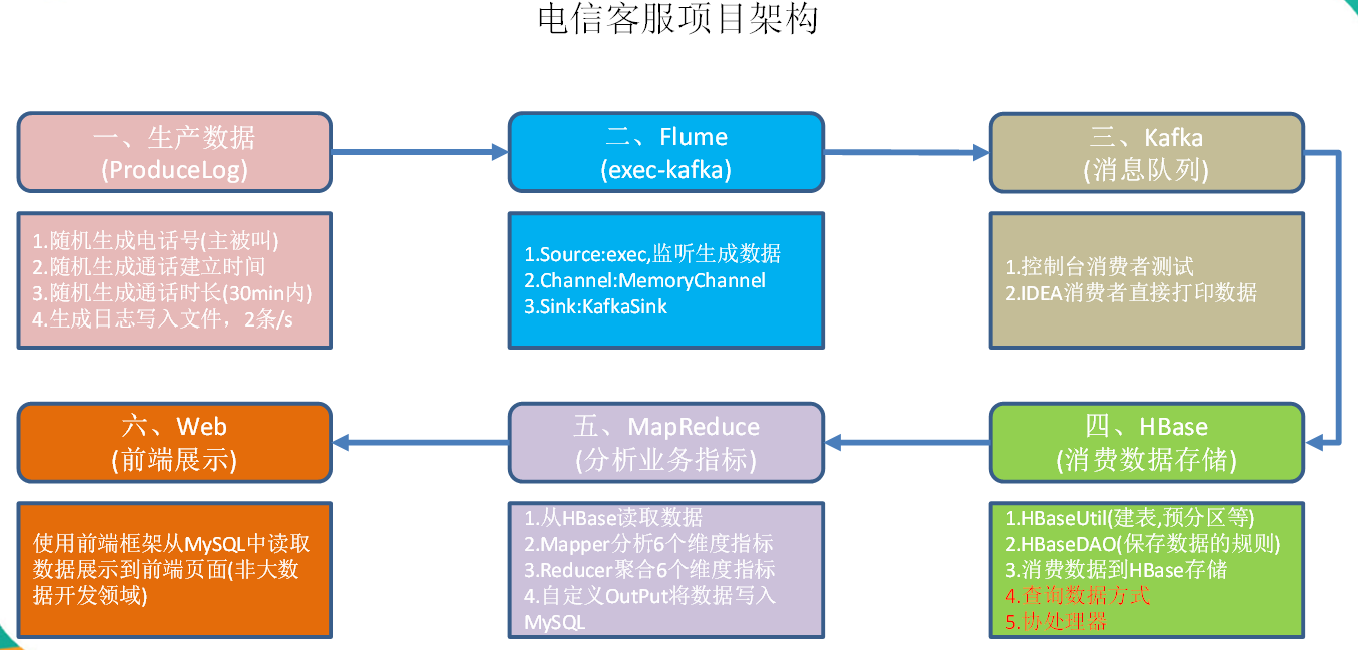 电信客服项目架构
一、生产数据
(ProduceLog)
1.随机生成电话号(主被叫)
2.随机生成通话建立时间
3.随机生成通话时长(30min内)
4.生成日志写入文件，2条/s
二、Flume
(exec-kafka)
1.Source:exec,监听生成数据
2.Channel:MemoryChannel
3.Sink:KafkaSink
三、Kafka
(消息队列)
1.控制台消费者测试
2.IDEA消费者直接打印数据
四、HBase
(消费数据存储)
1.HBaseUtil(建表,预分区等)
2.HBaseDAO(保存数据的规则)
3.消费数据到HBase存储
4.查询数据方式
5.协处理器
五、MapReduce
(分析业务指标)
1.从HBase读取数据
2.Mapper分析6个维度指标
3.Reducer聚合6个维度指标
4.自定义OutPut将数据写入
MySQL
六、Web
(前端展示)
使用前端框架从MySQL中读取
数据展示到前端页面(非大数
据开发领域)